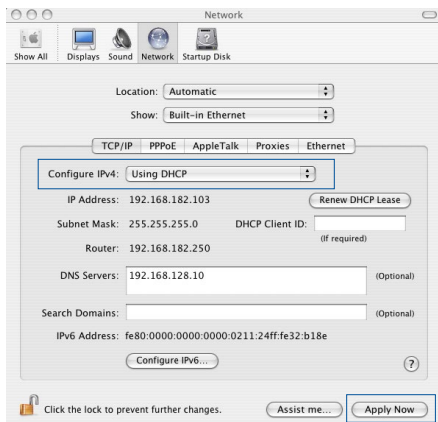 Network
Show All Displays Sound Network Startup Disk
Location: Automatic
Show: Built-in Ethernet
TCP/IP PPPoE AppleTalk Proxies Ethernet
Configure IPv4: Using DHCP
IP Address: 192.168.182.103 Renew DHCP Lease
Subnet Mask: 255.255.255.0 DHCP Client ID:
(If required)
Router: 192.168.182.250
DNS Servers: 192.168.128.10 (Optional)
Search Domains: (Optional)
IPv6 Address: fe80:0000:0000:0000:0211:24ff:fe32:b18e
Configure IPv6... ?
Click the lock to prevent further changes. Assist me... Apply Now